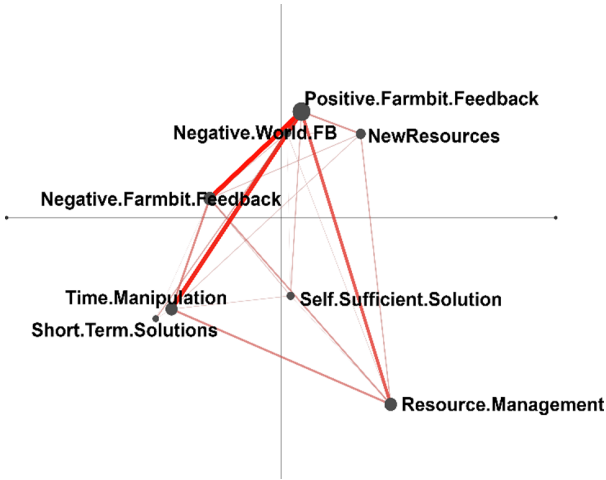 Positive.Farmbit.Feedback
Negative.World.FB
NewResources
Negative.Farmbit.Feedback
Time.Manipulation
Self.Sufficient.Solution
Short.Term.Solutions
Resource.Management